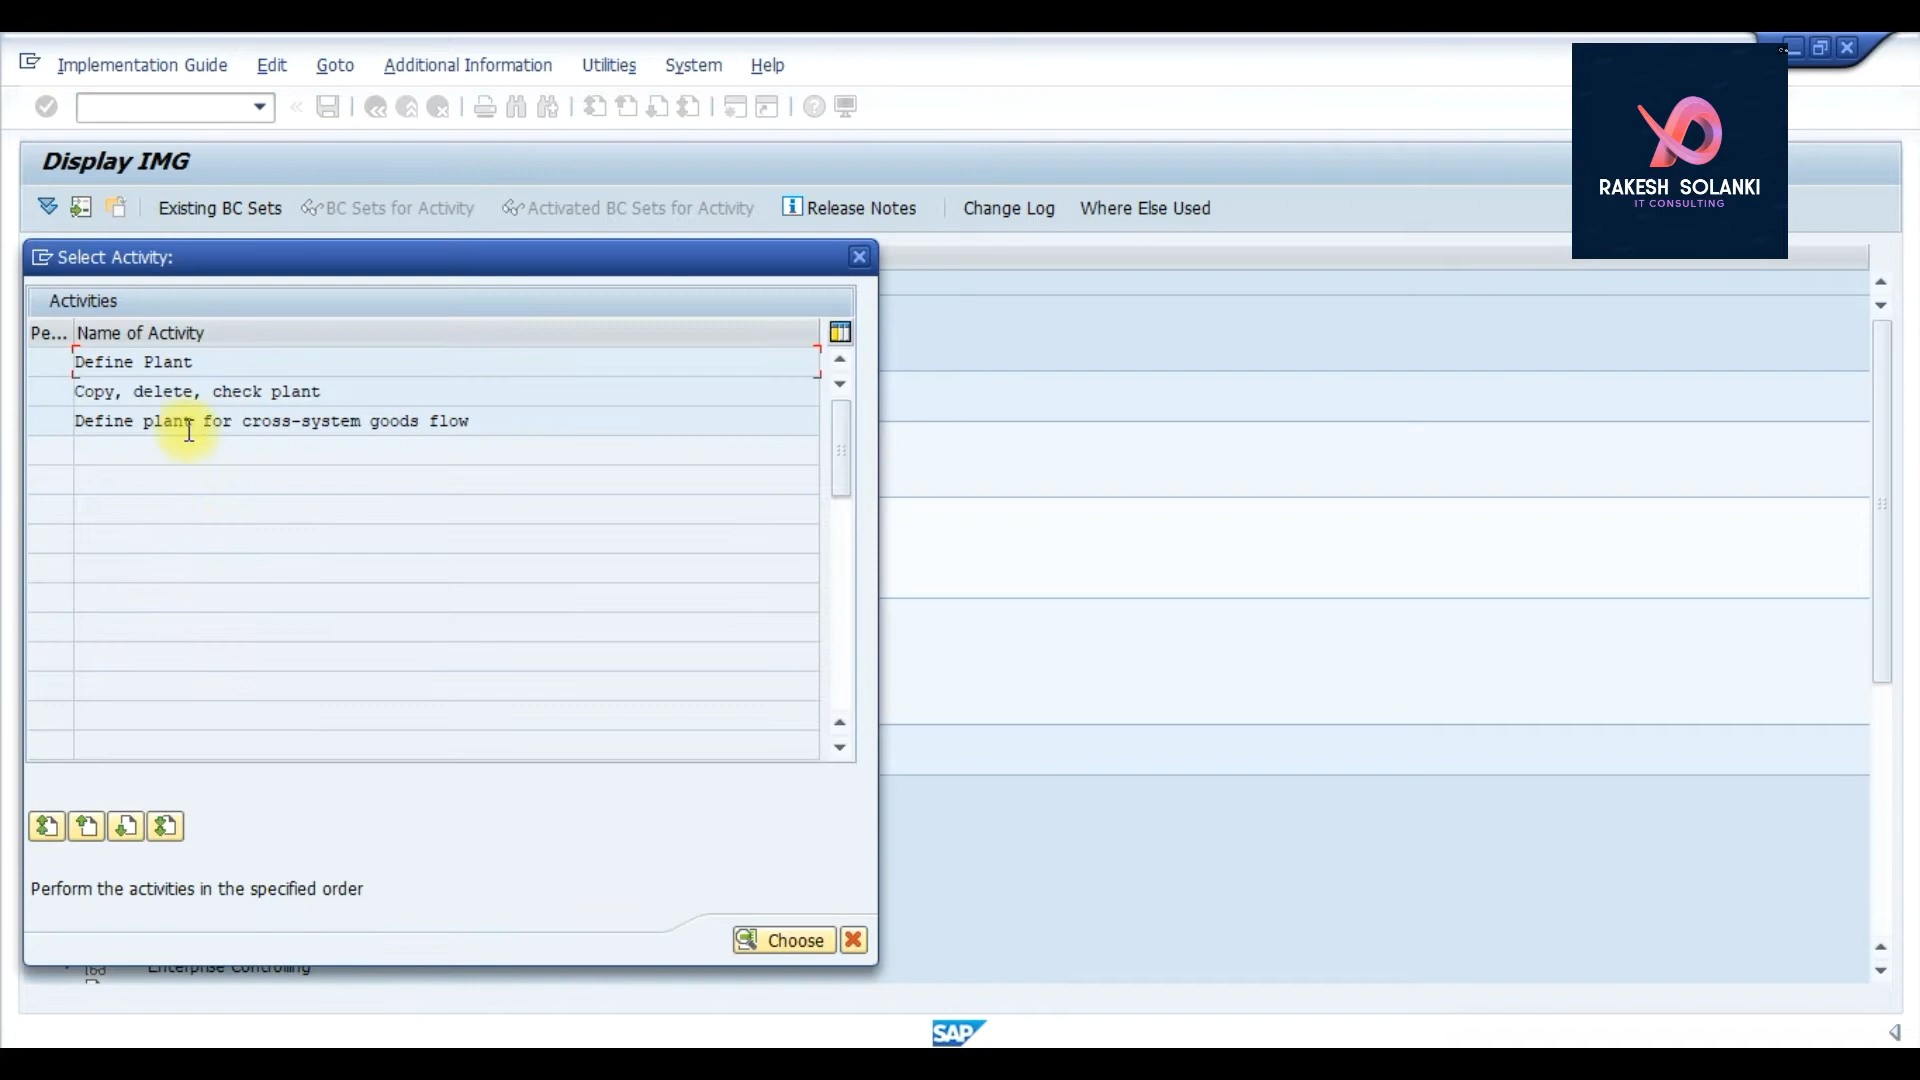 Implementation Guide Edit Goto Additional Information Utilities System Help
RAKESH SOLANKI
IT CONSULTING
Display IMG
Existing BC Sets BC Sets for Activity Activated BC Sets for Activity Release Notes Change Log Where Else Used
Select Activity:
Activities
Pe... Name of Activity
Define Plant
Copy, delete, check plant
Define plant for cross-system goods flow
Perform the activities in the specified order
Choose
Enterprise Controlling
SAP